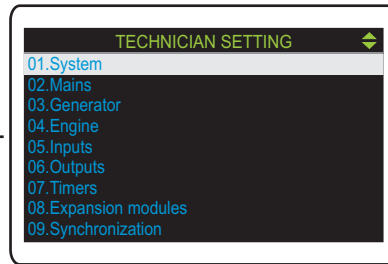 TECHNICIAN SETTING
01.System
02.Mains
03.Generator
04.Engine
05.Inputs
06.Outputs
07.Timers
08.Expansion modules
09.Synchronization